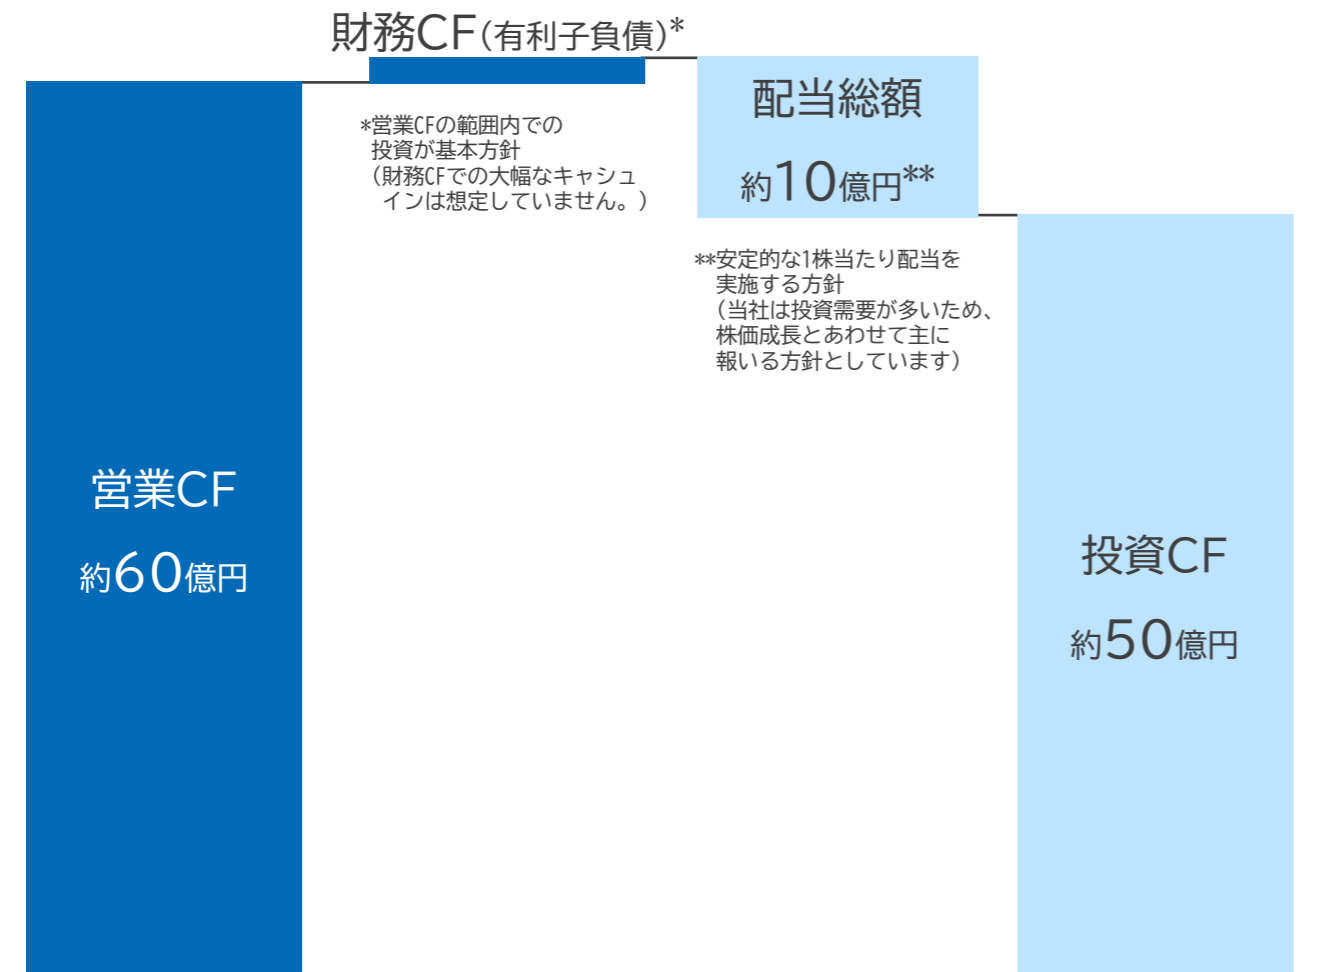 財務CF(有利子負債)*
*営業CFの範囲内での
投資が基本方針
(財務CFでの大幅なキャシュ
インは想定していません。)
配当総額
約10億円**
**安定的な1株当たり配当を
実施する方針
(当社は投資需要が多いため、
株価成長とあわせて主に
報いる方針としています)
営業CF
約60億円
投資CF
約50億円